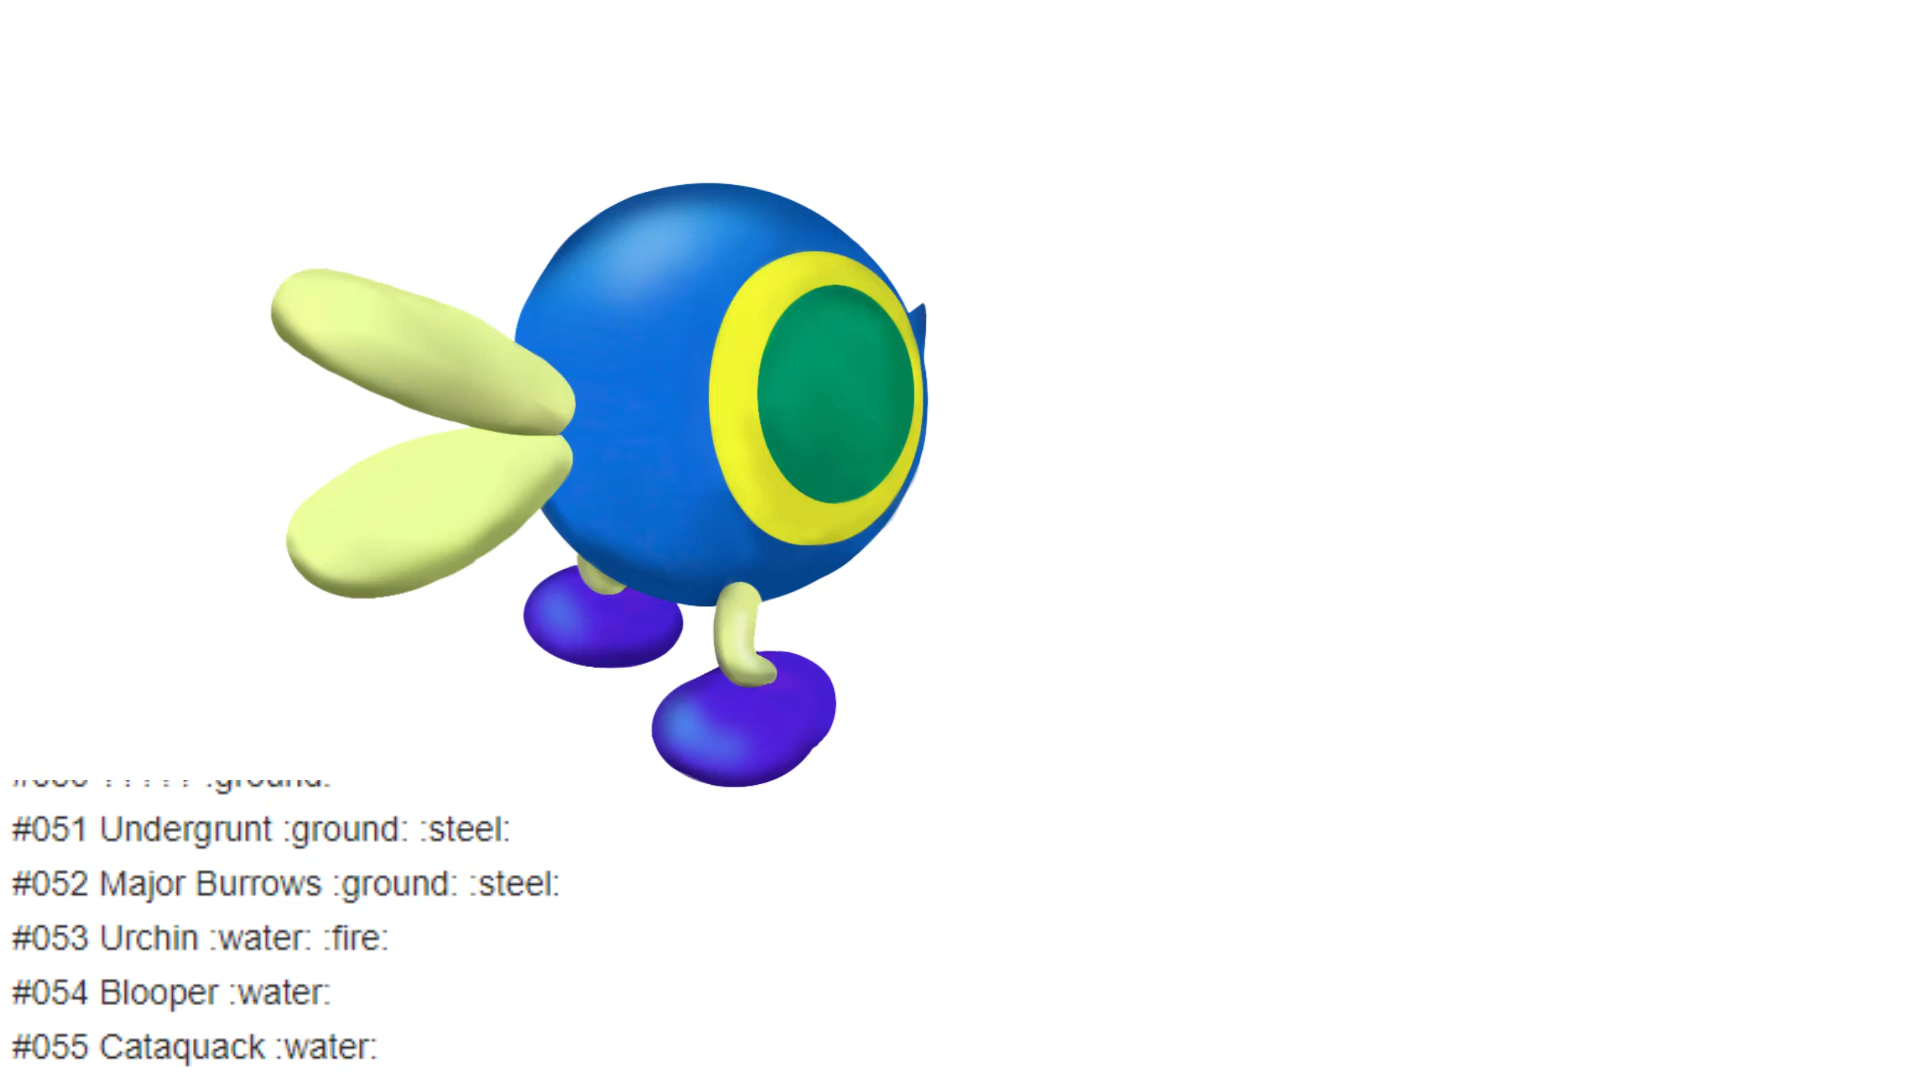 :ground:
#051 Undergrunt :ground: :steel:
#052 Major Burrows :ground: :steel:
#053 Urchin :water: :fire:
#054 Blooper :water:
#055 Cataquack :water: